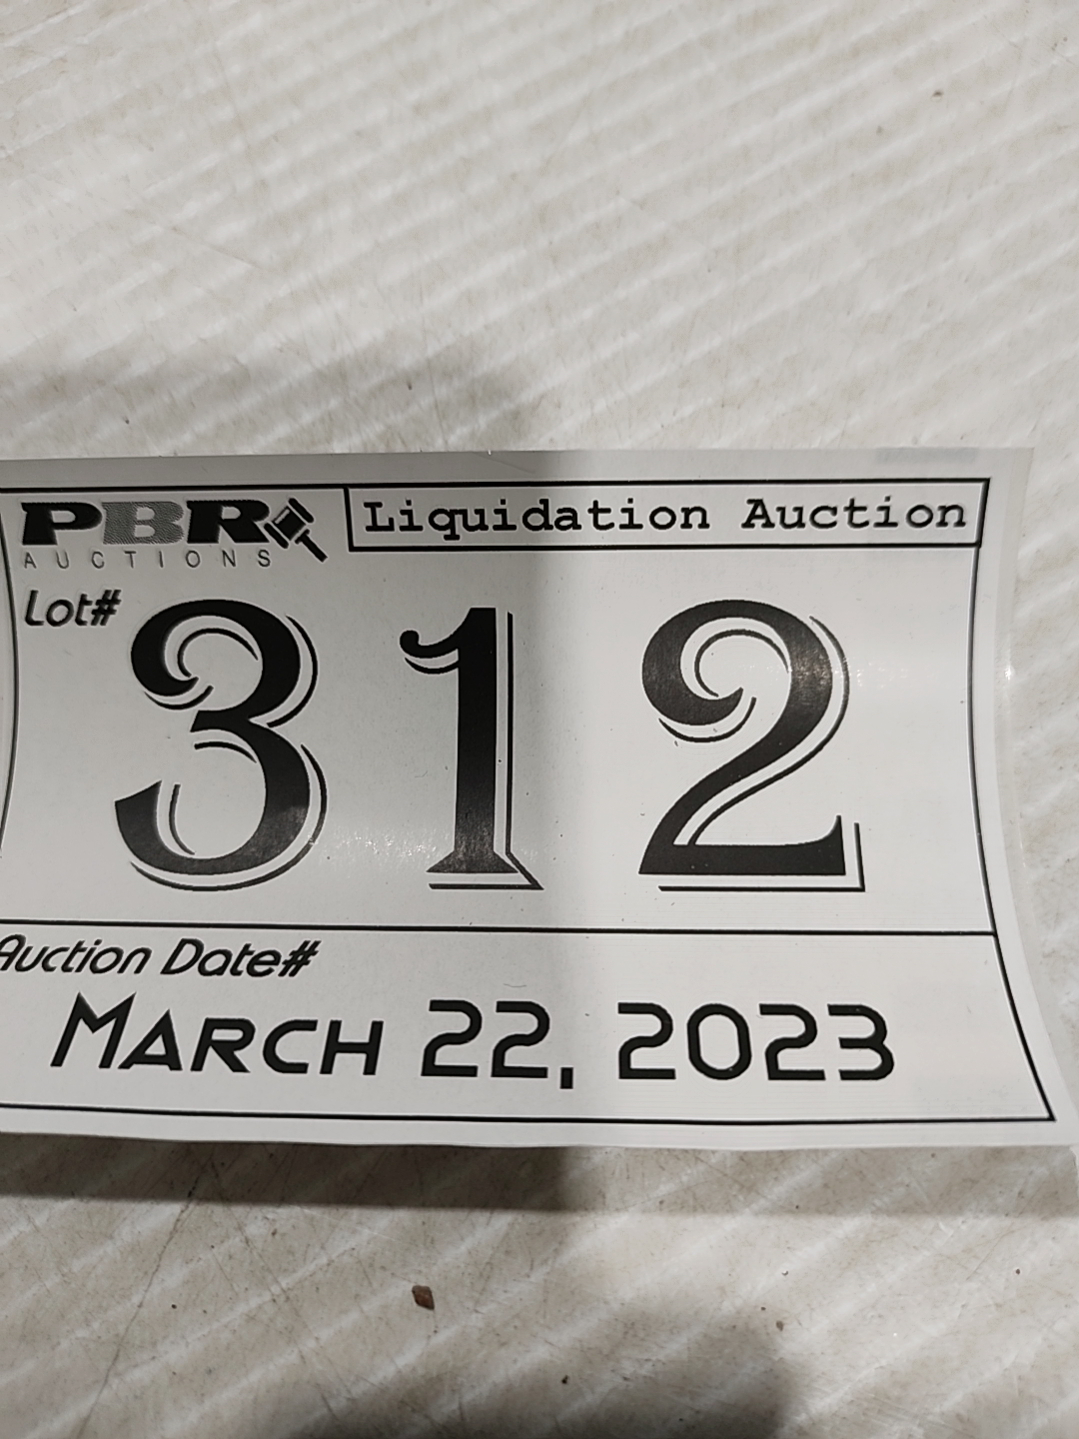 PBR
AUCTIONS
Liquidation Auction
Lot#
312
Auction Date#
MARCH 22, 2023